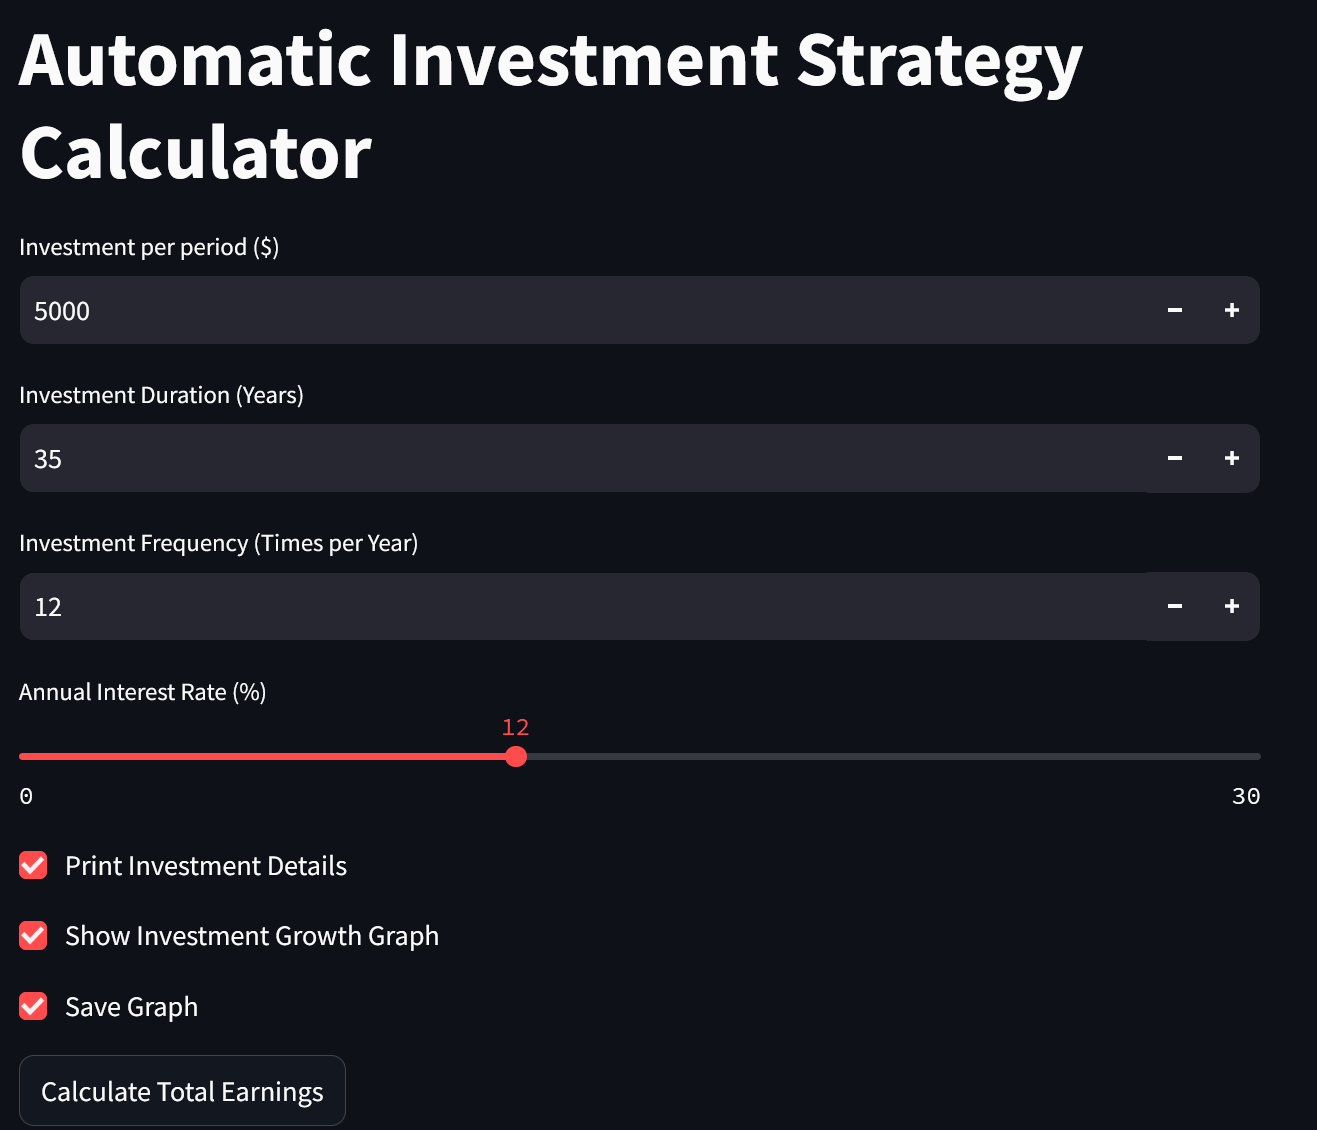 Automatic Investment Strategy
Calculator
Investment per period ($)
5000
Investment Duration (Years)
35
Investment Frequency (Times per Year)
12
Annual Interest Rate (%)
12
0 30
Print Investment Details
Show Investment Growth Graph
Save Graph
Calculate Total Earnings